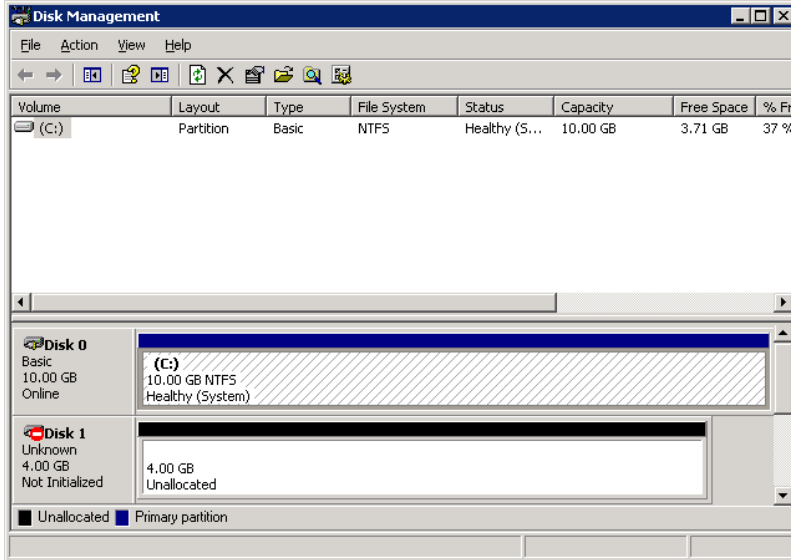 Disk Management
File Action View Help
Volume Layout Type File System Status Capacity Free Space % Fr
(C:) Partition Basic NTFS Healthy (S... 10.00 GB 3.71 GB 37 %
Disk 0
Basic
10.00 GB
Online
(C:)
10.00 GB NTFS
Healthy (System)
Disk 1
Unknown
4.00 GB
Not Initialized
4.00 GB
Unallocated
Unallocated Primary partition